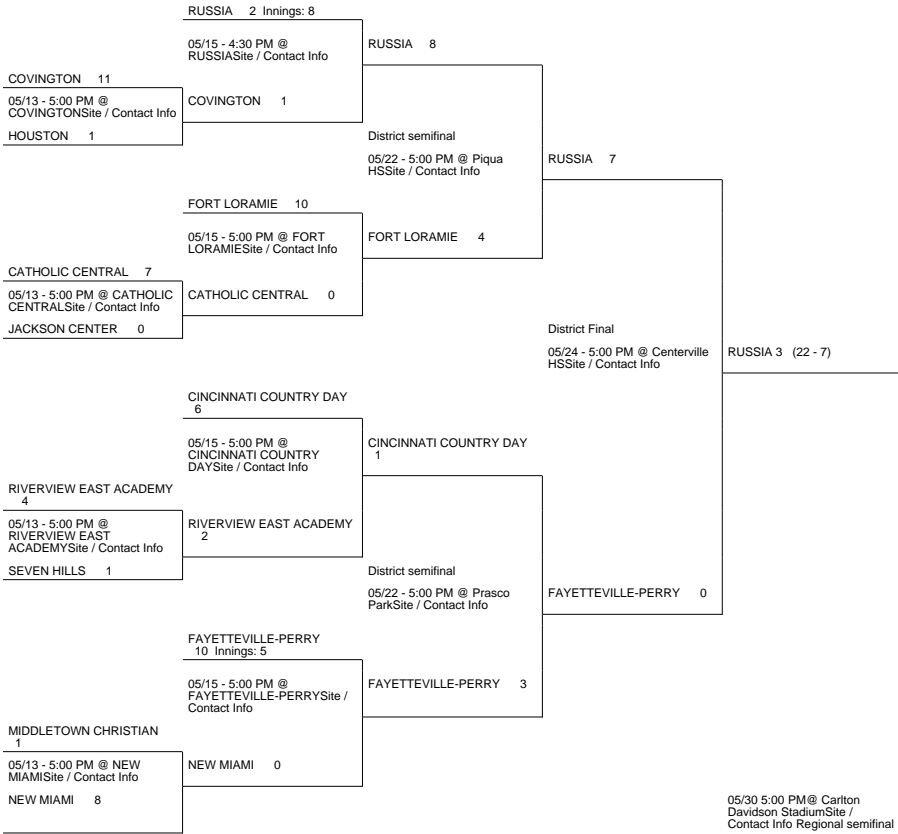 RUSSIA 2 Innings: 8
05/15 - 4:30 PM @
RUSSIASite / Contact Info
RUSSIA 8
COVINGTON 11
05/13 - 5:00 PM @
COVINGTONSite / Contact Info
COVINGTON 1
HOUSTON 1
District semifinal
05/22 - 5:00 PM @ Piqua
HSSite / Contact Info
RUSSIA 7
FORT LORAMIE 10
05/15 - 5:00 PM @ FORT
LORAMIESite / Contact Info
FORT LORAMIE 4
CATHOLIC CENTRAL 7
05/13 - 5:00 PM @ CATHOLIC
CENTRALSite / Contact Info
CATHOLIC CENTRAL 0
JACKSON CENTER 0
District Final
05/24 - 5:00 PM @ Centerville
HSSite / Contact Info
RUSSIA 3 (22 - 7)
CINCINNATI COUNTRY DAY
6
05/15 - 5:00 PM @
CINCINNATI COUNTRY
DAYSite / Contact Info
CINCINNATI COUNTRY DAY
1
RIVERVIEW EAST ACADEMY
4
05/13 - 5:00 PM @
RIVERVIEW EAST
ACADEMYSite / Contact Info
RIVERVIEW EAST ACADEMY
2
SEVEN HILLS 1
District semifinal
05/22 - 5:00 PM @ Prasco
ParkSite / Contact Info
FAYETTEVILLE-PERRY 0
FAYETTEVILLE-PERRY
10 Innings: 5
05/15 - 5:00 PM @
FAYETTEVILLE-PERRYSite /
Contact Info
FAYETTEVILLE-PERRY 3
MIDDLETOWN CHRISTIAN
1
05/13 - 5:00 PM @ NEW
MIAMISite / Contact Info
NEW MIAMI 0
NEW MIAMI 8
05/30 5:00 PM@ Carlton
Davidson StadiumSite /
Contact Info Regional semifinal